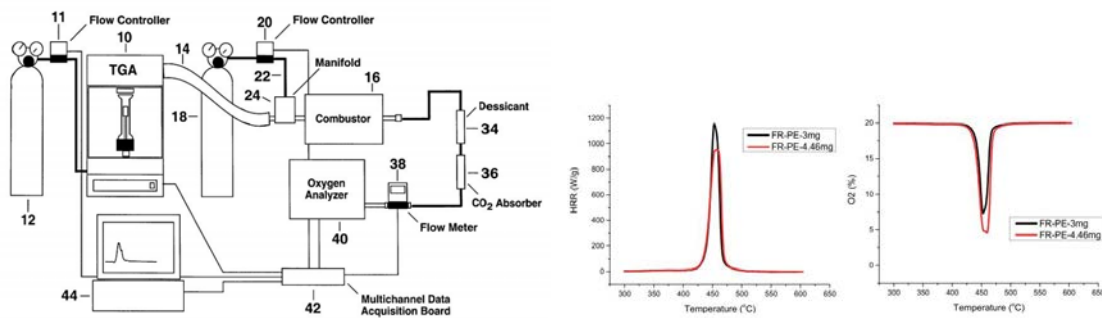 11
Flow Controller
10
TGA
14
20
Flow Controller
22
Manifold
24
16
18
Combustor
Dessicant
34
38
36
Oxygen
Analyzer
CO2 Absorber
Flow Meter
12
40
44
42
Multichannel Data
Acquisition Board
HRR (W/g)
1200
1000
800
600
400
200
0
FR-PE-3mg
FR-PE-4.46mg
300 350 400 450 500 550 600 650
Temperature (°C)
O2 (%)
20
15
10
5
0
FR-PE-3mg
FR-PE-4.46mg
300 350 400 450 500 550 600 650
Temperature (°C)